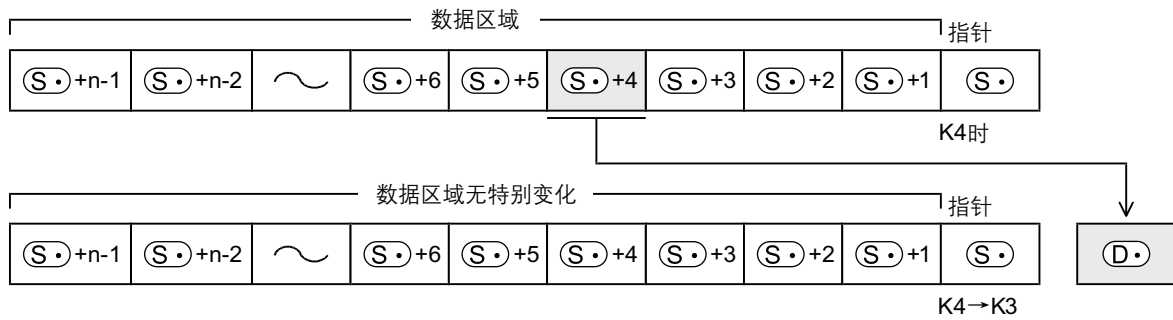 数据区域
指针
S・+n-1 S・+n-2 S・+6 S・+5 S・+4 S・+3 S・+2 S・+1 S・
K4时
数据区域无特别变化
指针
S・+n-1 S・+n-2 S・+6 S・+5 S・+4 S・+3 S・+2 S・+1 S・ D・
K4→K3